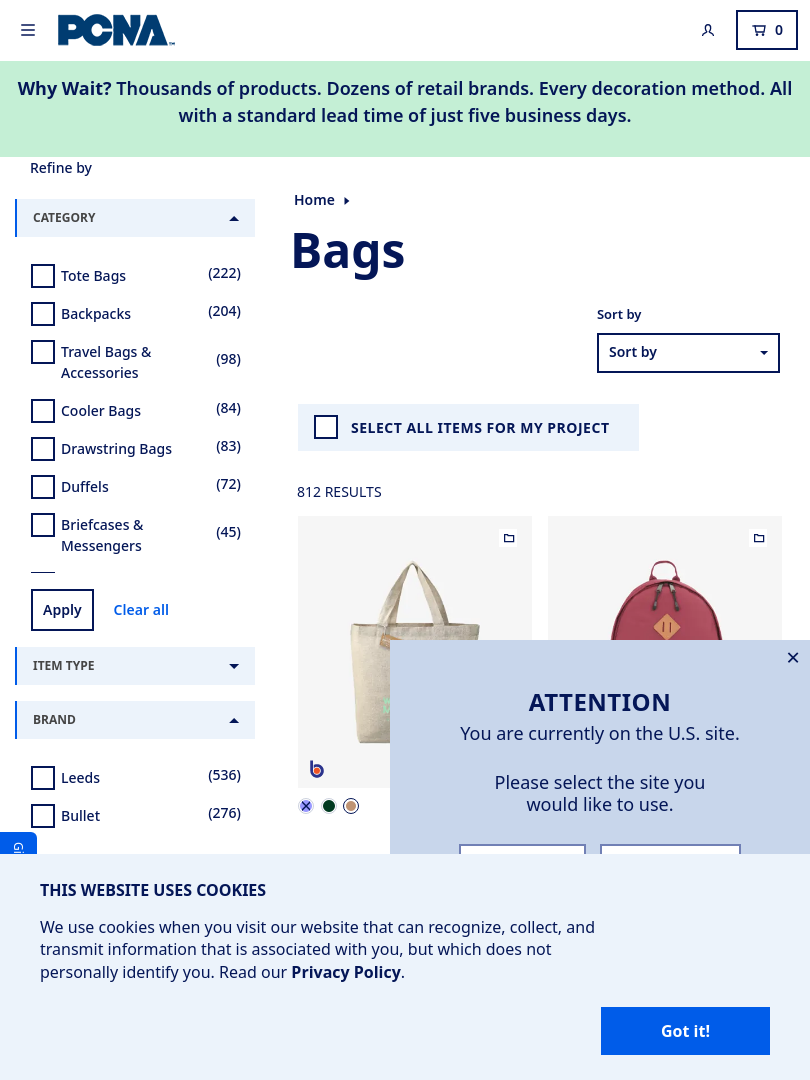 PCNA
0
Why Wait? Thousands of products. Dozens of retail brands. Every decoration method. All
with a standard lead time of just five business days.
Refine by
CATEGORY
Tote Bags (222)
Backpacks (204)
Travel Bags &
Accessories (98)
Cooler Bags (84)
Drawstring Bags (83)
Duffels (72)
Briefcases &
Messengers (45)
Apply Clear all
ITEM TYPE
BRAND
Leeds (536)
Bullet (276)
Home
Bags
Sort by
Sort by
SELECT ALL ITEMS FOR MY PROJECT
812 RESULTS
b
ATTENTION
You are currently on the U.S. site.
Please select the site you
would like to use.
THIS WEBSITE USES COOKIES
We use cookies when you visit our website that can recognize, collect, and
transmit information that is associated with you, but which does not
personally identify you. Read our Privacy Policy.
Got it!